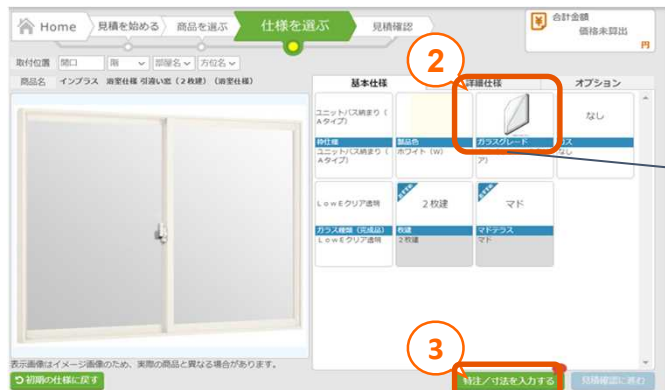 Home
見積を始める
商品を選ぶ
仕様を選ぶ
見積確認
合計金額
価格未算出
円
取付位置
開口
階
部屋名
方位名
商品名 インプラス 浴室仕様 引違い窓（2枚建）（浴室仕様）
②
基本仕様
詳細仕様
オプション
ユニットバス納まり（
Aタイプ）
なし
枠仕様
製品色
ガラスグレード
ユニットバス納まり（
Aタイプ）
ホワイト（W）
ア）
なし
LowEクリア透明
2枚建
マド
ガラス種類（完成品）
枚建
マドテラス
LowEクリア透明
2枚建
マド
③
表示画像はイメージ画像のため、実際の商品と異なる場合があります。
初期の仕様に戻す
特注／寸法を入力する
見積確認に進む